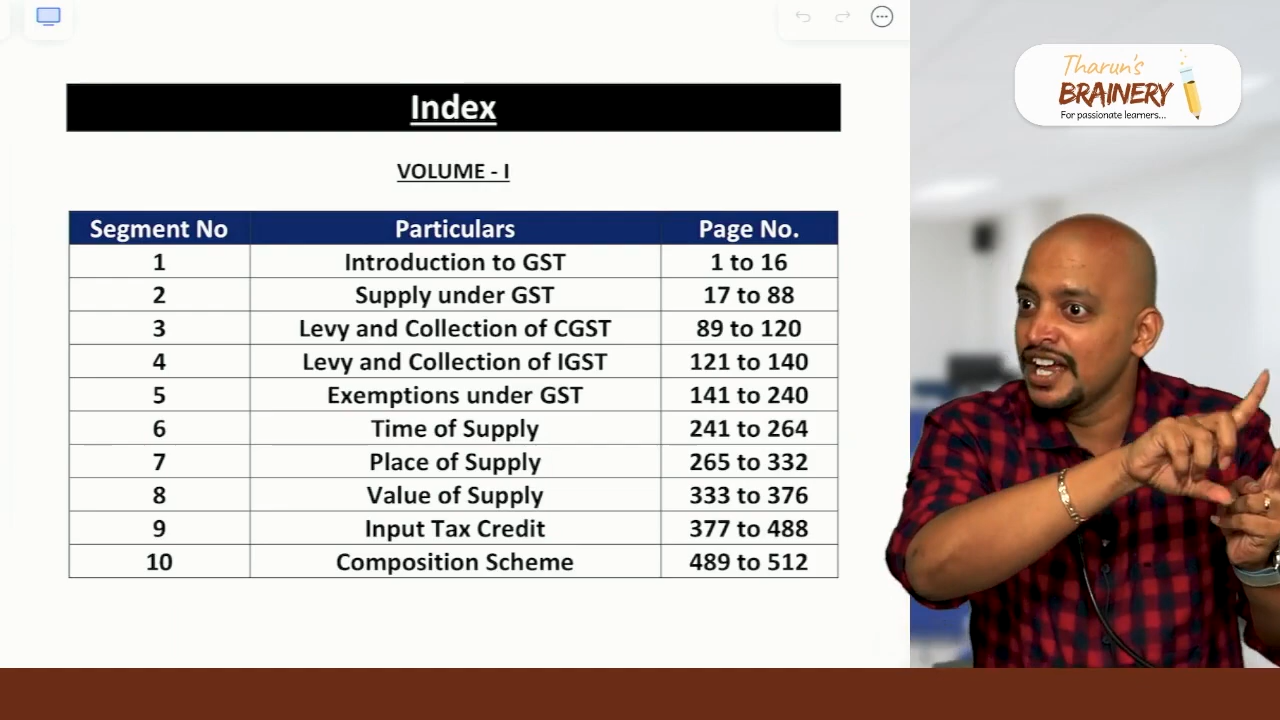 Index
VOLUME - I
Segment No Particulars Page No.
1 Introduction to GST 1 to 16
2 Supply under GST 17 to 88
3 Levy and Collection of CGST 89 to 120
4 Levy and Collection of IGST 121 to 140
5 Exemptions under GST 141 to 240
6 Time of Supply 241 to 264
7 Place of Supply 265 to 332
8 Value of Supply 333 to 376
9 Input Tax Credit 377 to 488
10 Composition Scheme 489 to 512
Tharun's
BRAINERY
For passionate learners...